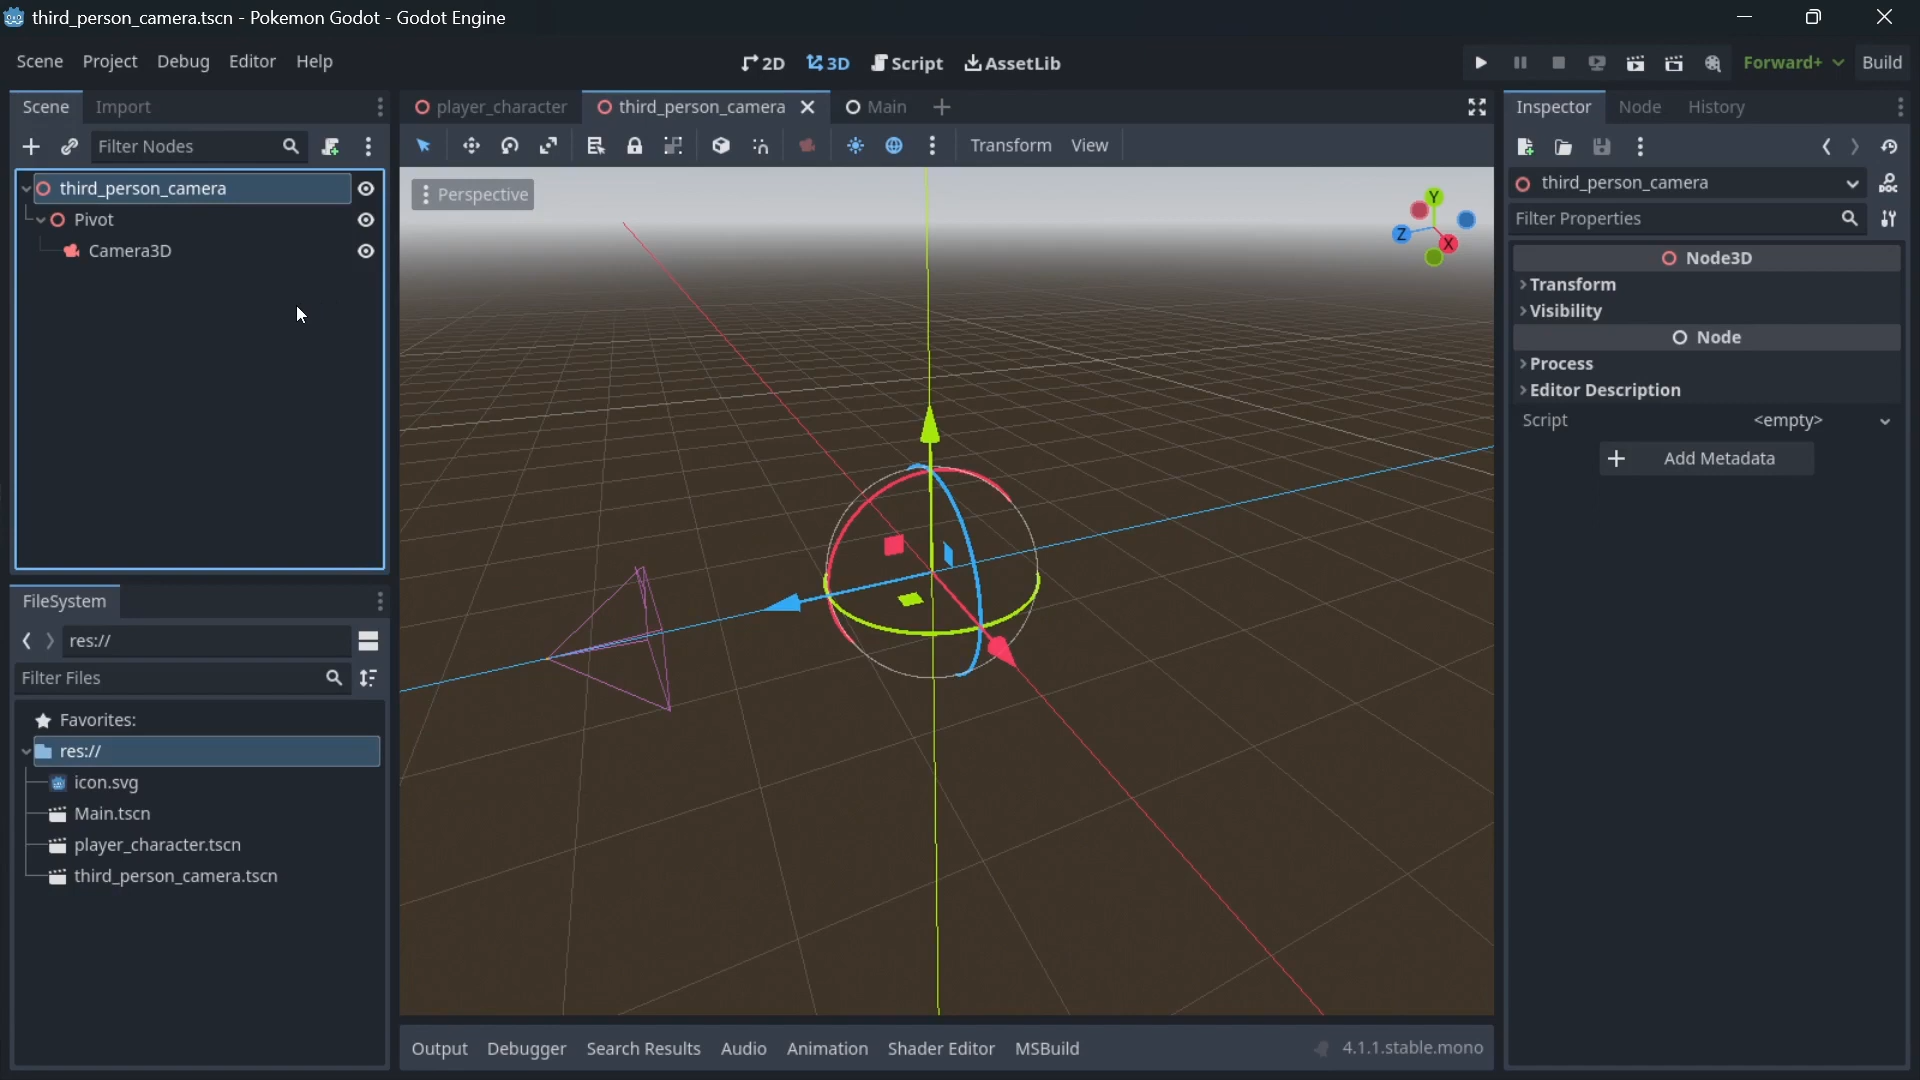 third_person_camera.tscn - Pokemon Godot - Godot Engine
Scene Project Debug Editor Help
2D 3D Script AssetLib
Forward+ Build
Scene Import
player_character third_person_camera Main
Inspector Node History
Filter Nodes
Transform View
third_person_camera
Pivot
Camera3D
Perspective
Y
Z
X
third_person_camera
Filter Properties
Node3D
Transform
Visibility
Node
Process
Editor Description
Script <empty>
Add Metadata
FileSystem
res://
Filter Files
Favorites:
res://
icon.svg
Main.tscn
player_character.tscn
third_person_camera.tscn
Output Debugger Search Results Audio Animation Shader Editor MSBuild 4.1.1.stable.mono